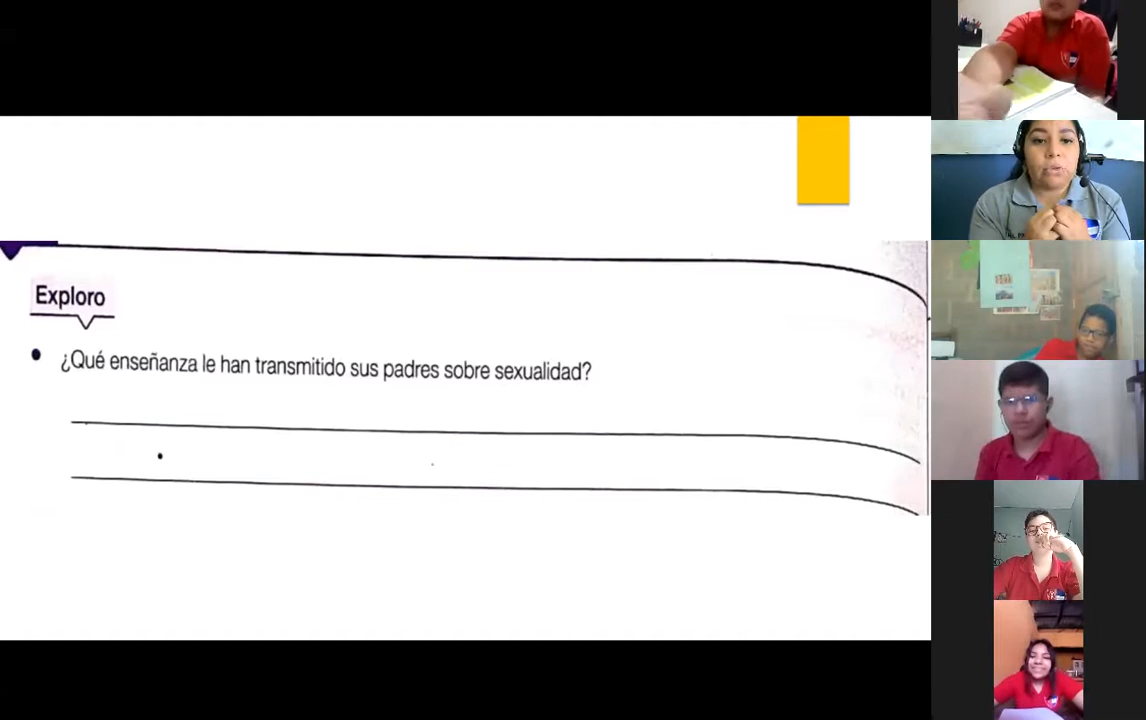 Exploro
• ¿Qué enseñanza le han transmitido sus padres sobre sexualidad?